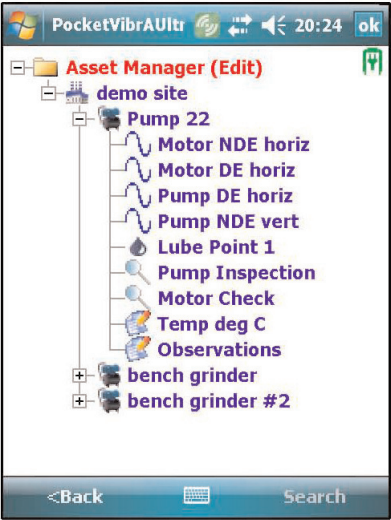 PocketVibrAUltr 20:24 ok
Asset Manager (Edit)
demo site
Pump 22
Motor NDE horiz
Motor DE horiz
Pump DE horiz
Pump NDE vert
Lube Point 1
Pump Inspection
Motor Check
Temp deg C
Observations
bench grinder
bench grinder #2
<Back Search